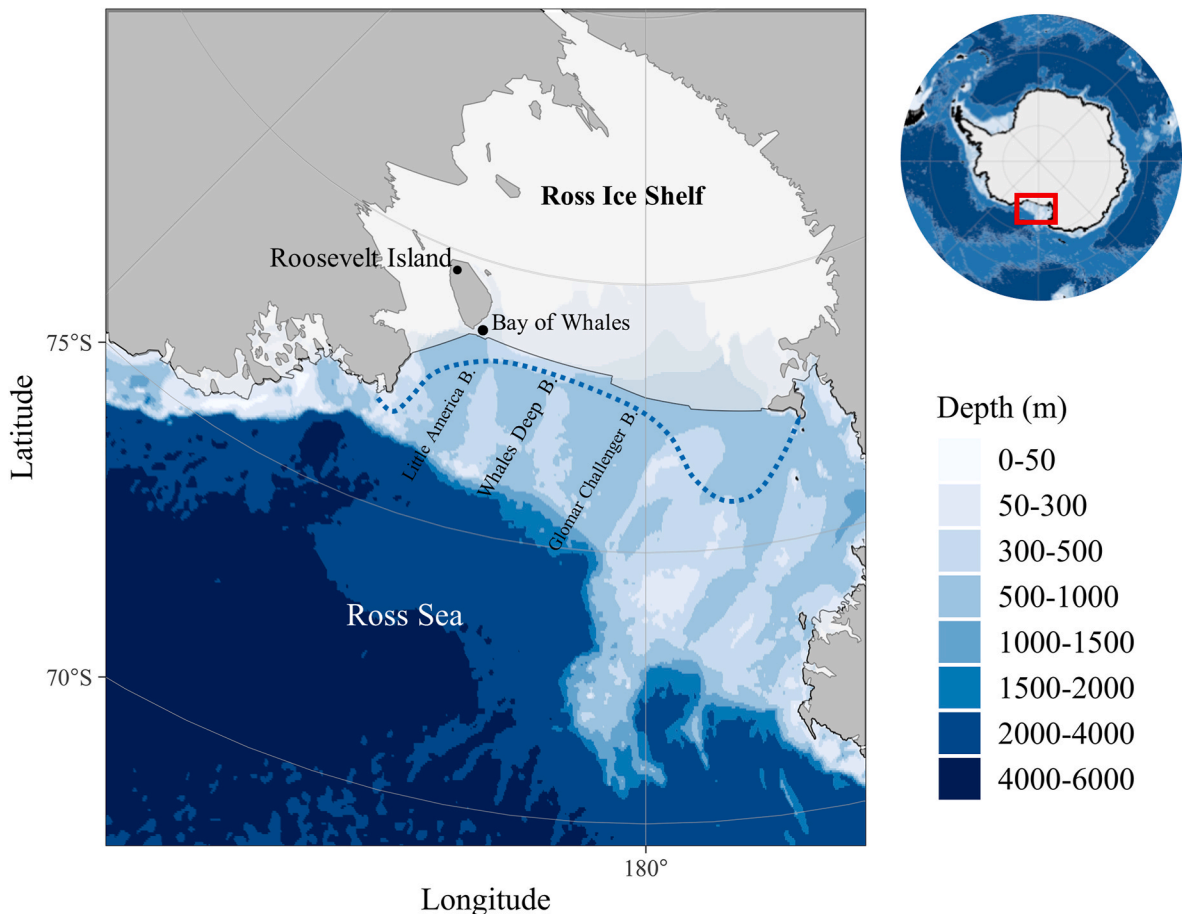 Ross Ice Shelf
Roosevelt Island
Bay of Whales
75°S
Little America B.
Whales Deep B.
Glomar Challenger B.
Latitude
Ross Sea
70°S
180°
Longitude
Depth (m)
0-50
50-300
300-500
500-1000
1000-1500
1500-2000
2000-4000
4000-6000